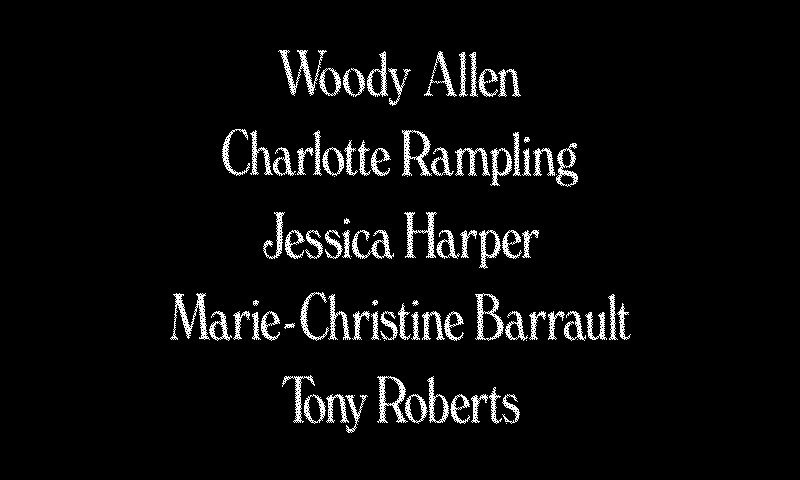 Woody Allen
Charlotte Rampling
Jessica Harper
Marie-Christine Barrault
Tony Roberts